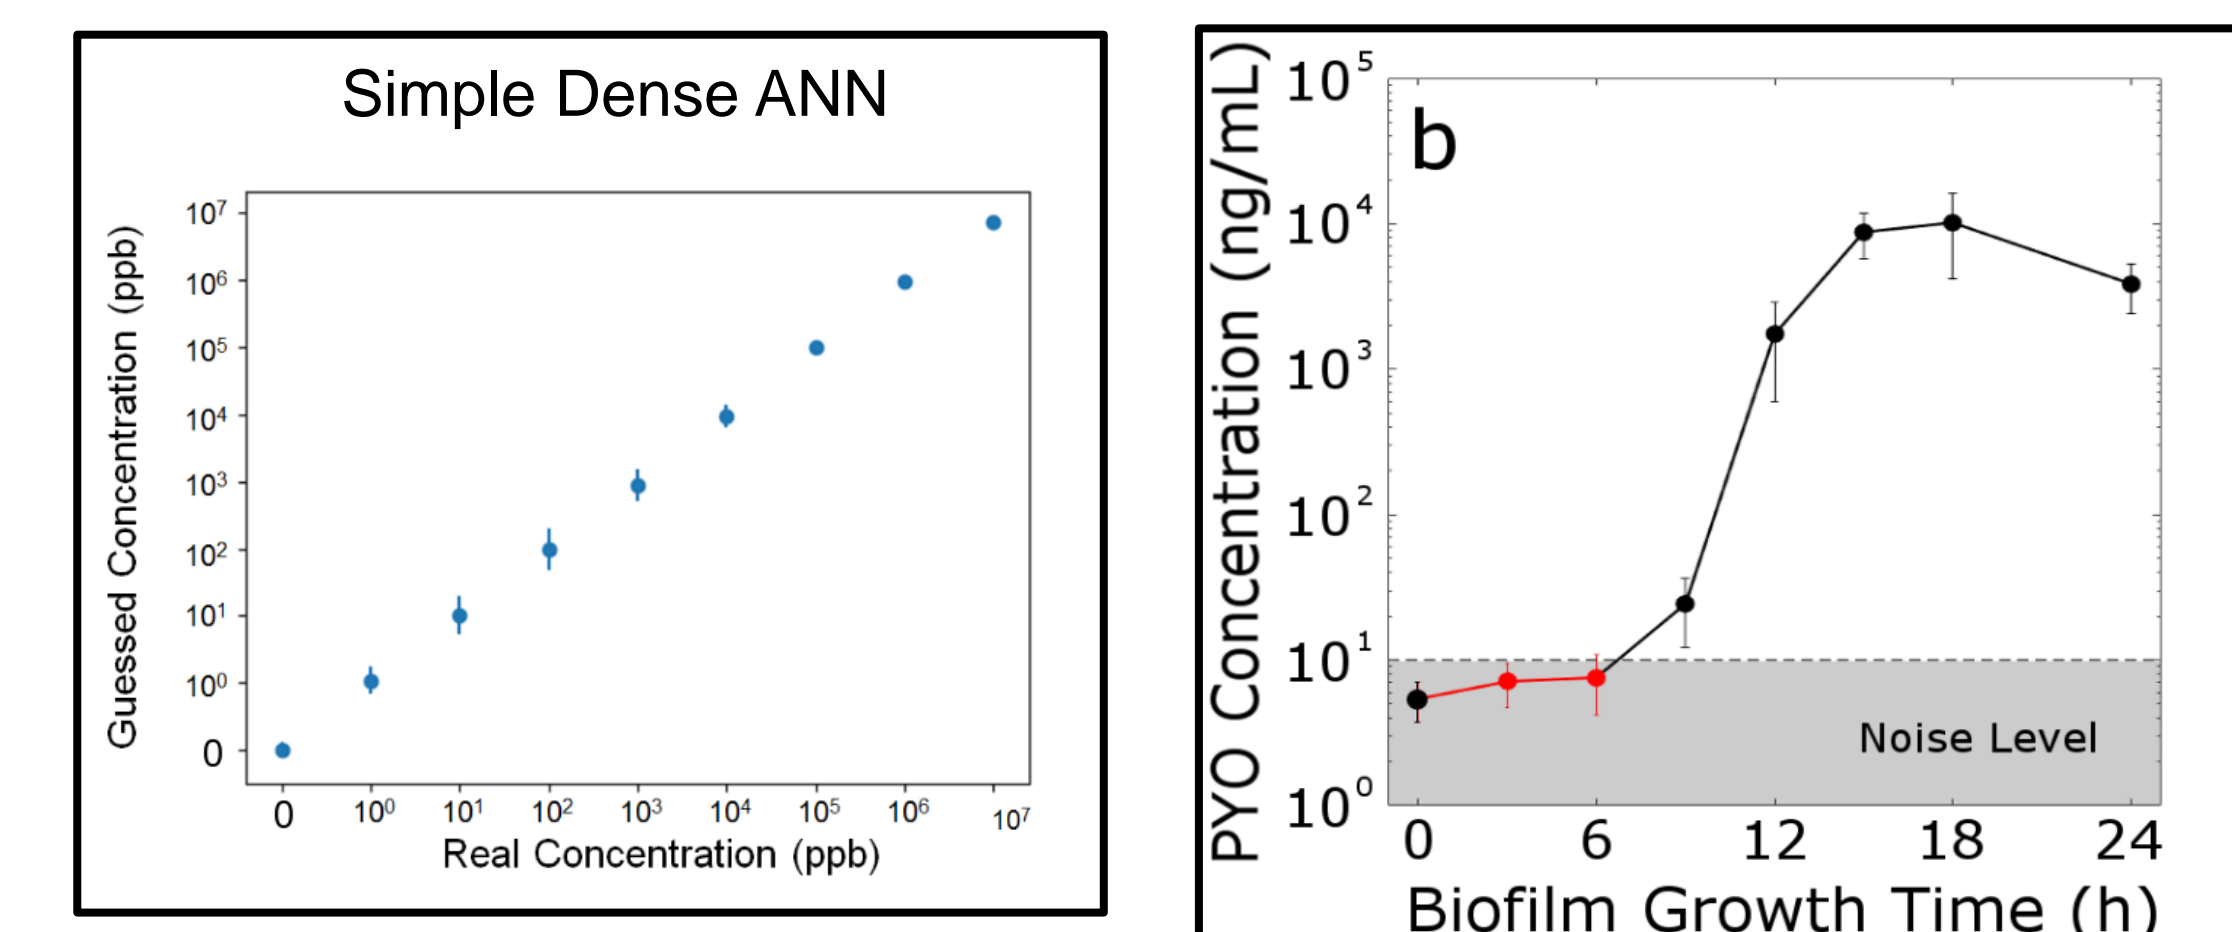 Simple Dense ANN
Guessed Concentration (ppb)
10⁷
10⁶
10⁵
10⁴
10³
10²
10¹
10⁰
0
0 10⁰ 10¹ 10² 10³ 10⁴ 10⁵ 10⁶ 10⁷
Real Concentration (ppb)
PYO Concentration (ng/mL)
b
10⁵
10⁴
10³
10²
10¹
10⁰
Noise Level
0 6 12 18 24
Biofilm Growth Time (h)